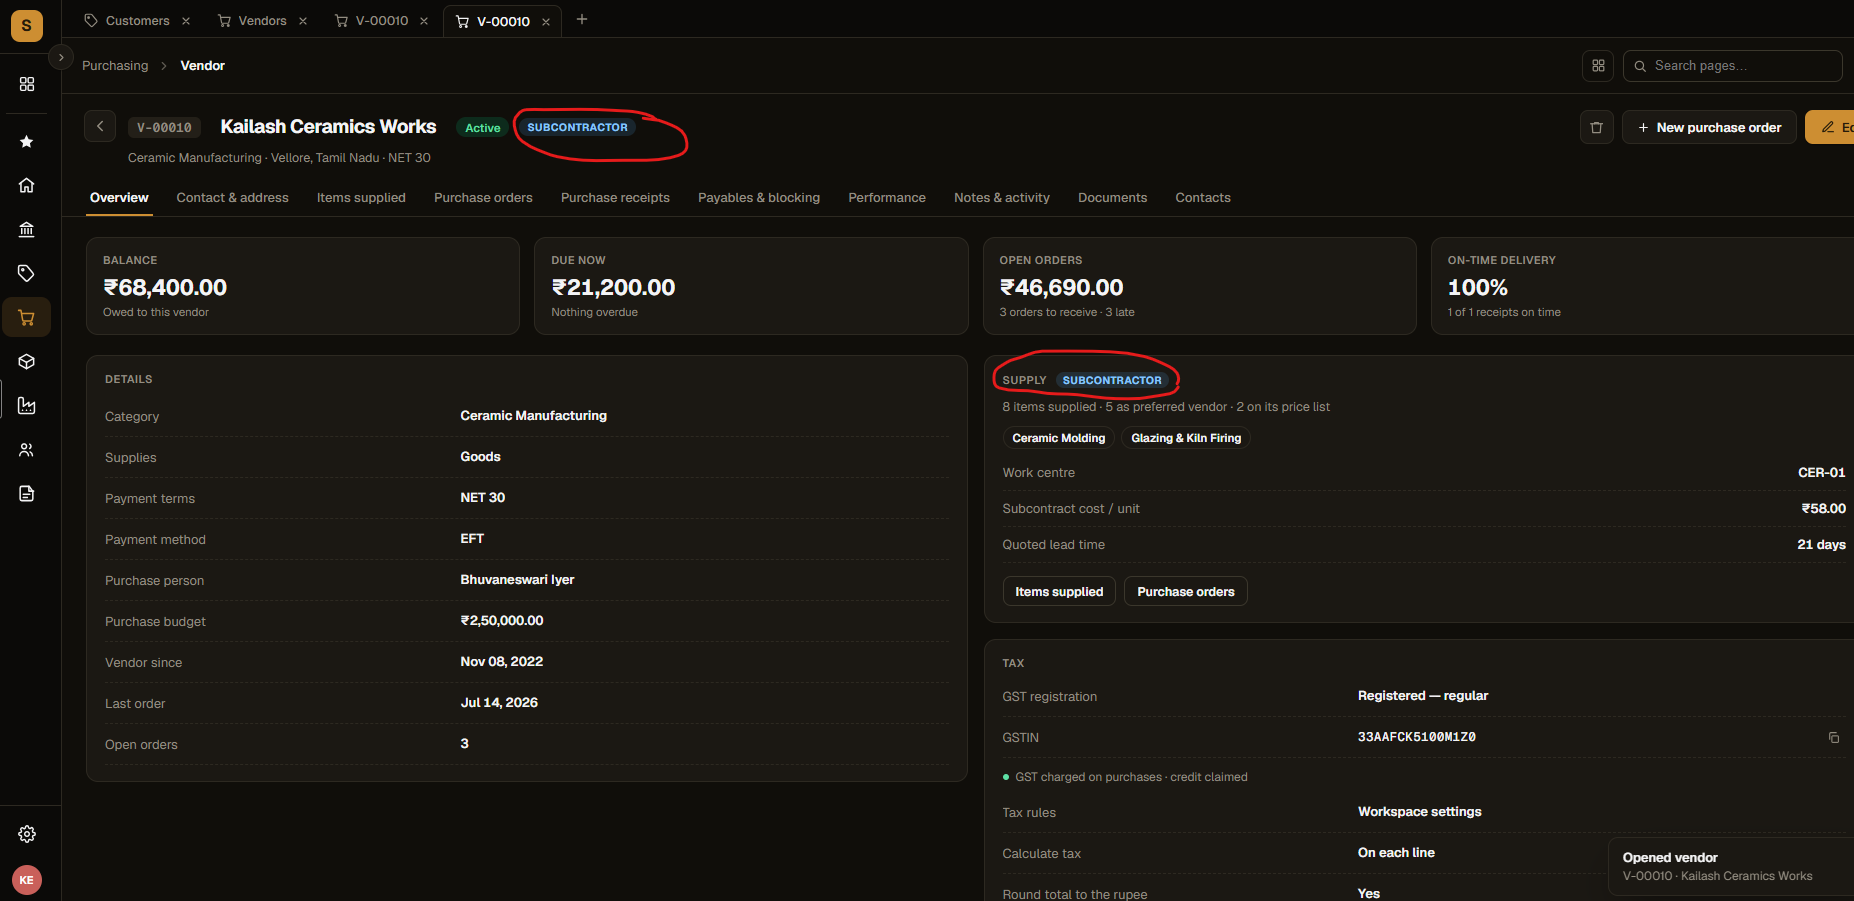 S
Customers
Vendors
V-00010
V-00010
Purchasing
Vendor
Search pages...
V-00010
Kailash Ceramics Works
Active
SUBCONTRACTOR
New purchase order
Ceramic Manufacturing · Vellore, Tamil Nadu · NET 30
Overview
Contact & address
Items supplied
Purchase orders
Purchase receipts
Payables & blocking
Performance
Notes & activity
Documents
Contacts
BALANCE
₹68,400.00
Owed to this vendor
DUE NOW
₹21,200.00
Nothing overdue
OPEN ORDERS
₹46,690.00
3 orders to receive · 3 late
ON-TIME DELIVERY
100%
1 of 1 receipts on time
DETAILS
Category Ceramic Manufacturing
Supplies Goods
Payment terms NET 30
Payment method EFT
Purchase person Bhuvaneswari Iyer
Purchase budget ₹2,50,000.00
Vendor since Nov 08, 2022
Last order Jul 14, 2026
Open orders 3
SUPPLY SUBCONTRACTOR
8 items supplied · 5 as preferred vendor · 2 on its price list
Ceramic Molding
Glazing & Kiln Firing
Work centre CER-01
Subcontract cost / unit ₹58.00
Quoted lead time 21 days
Items supplied
Purchase orders
TAX
GST registration Registered — regular
GSTIN 33AAFCK5100M1Z0
GST charged on purchases · credit claimed
Tax rules Workspace settings
Calculate tax On each line
Round total to the rupee Yes
Opened vendor
V-00010 · Kailash Ceramics Works
KE